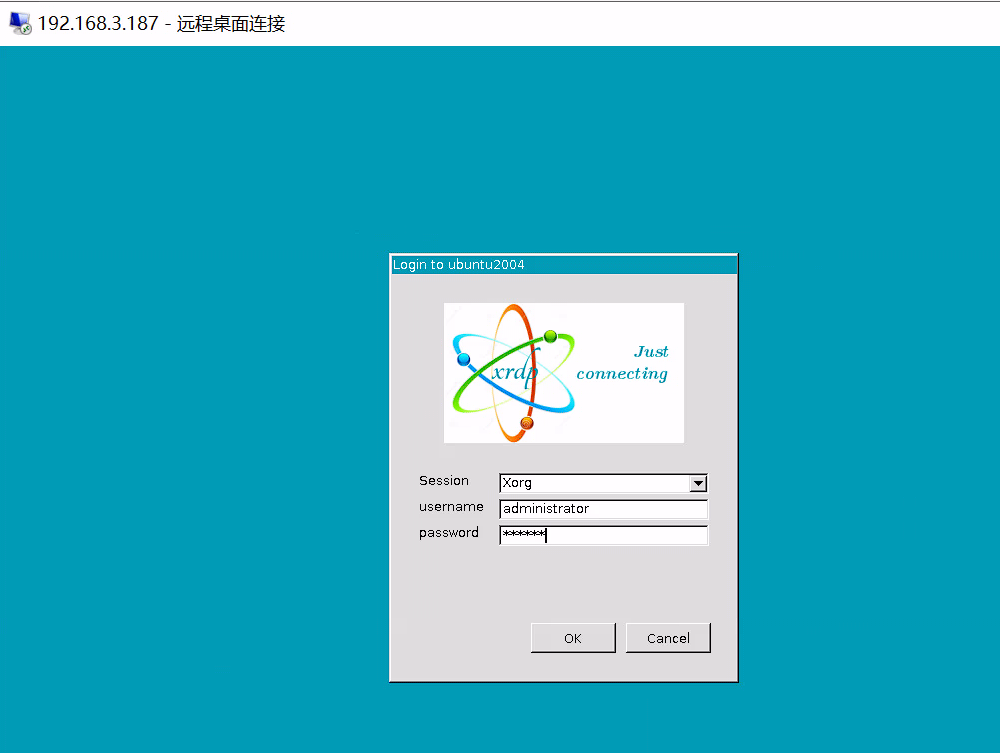 192.168.3.187 - 远程桌面连接
Login to ubuntu2004
Just
connecting
xrdp
Session
Xorg
username
administrator
password
******
OK
Cancel